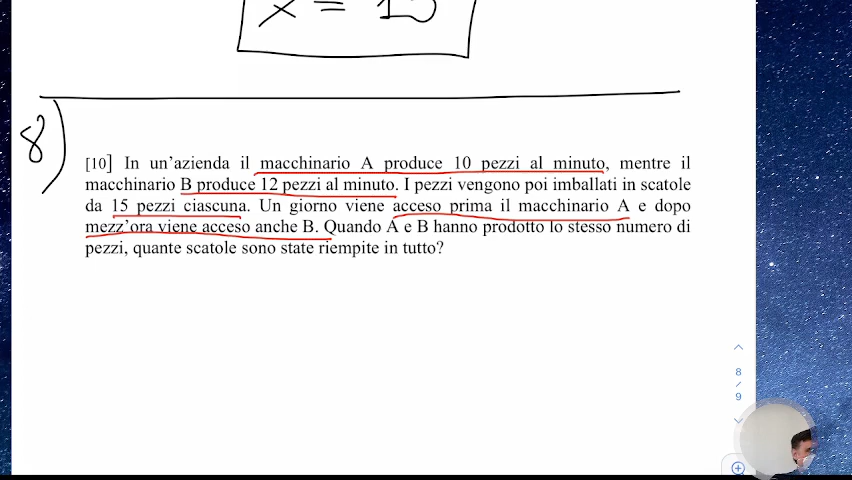 x = 15
8)
[10] In un'azienda il macchinario A produce 10 pezzi al minuto, mentre il
macchinario B produce 12 pezzi al minuto. I pezzi vengono poi imballati in scatole
da 15 pezzi ciascuna. Un giorno viene acceso prima il macchinario A e dopo
mezz'ora viene acceso anche B. Quando A e B hanno prodotto lo stesso numero di
pezzi, quante scatole sono state riempite in tutto?
8
/
9